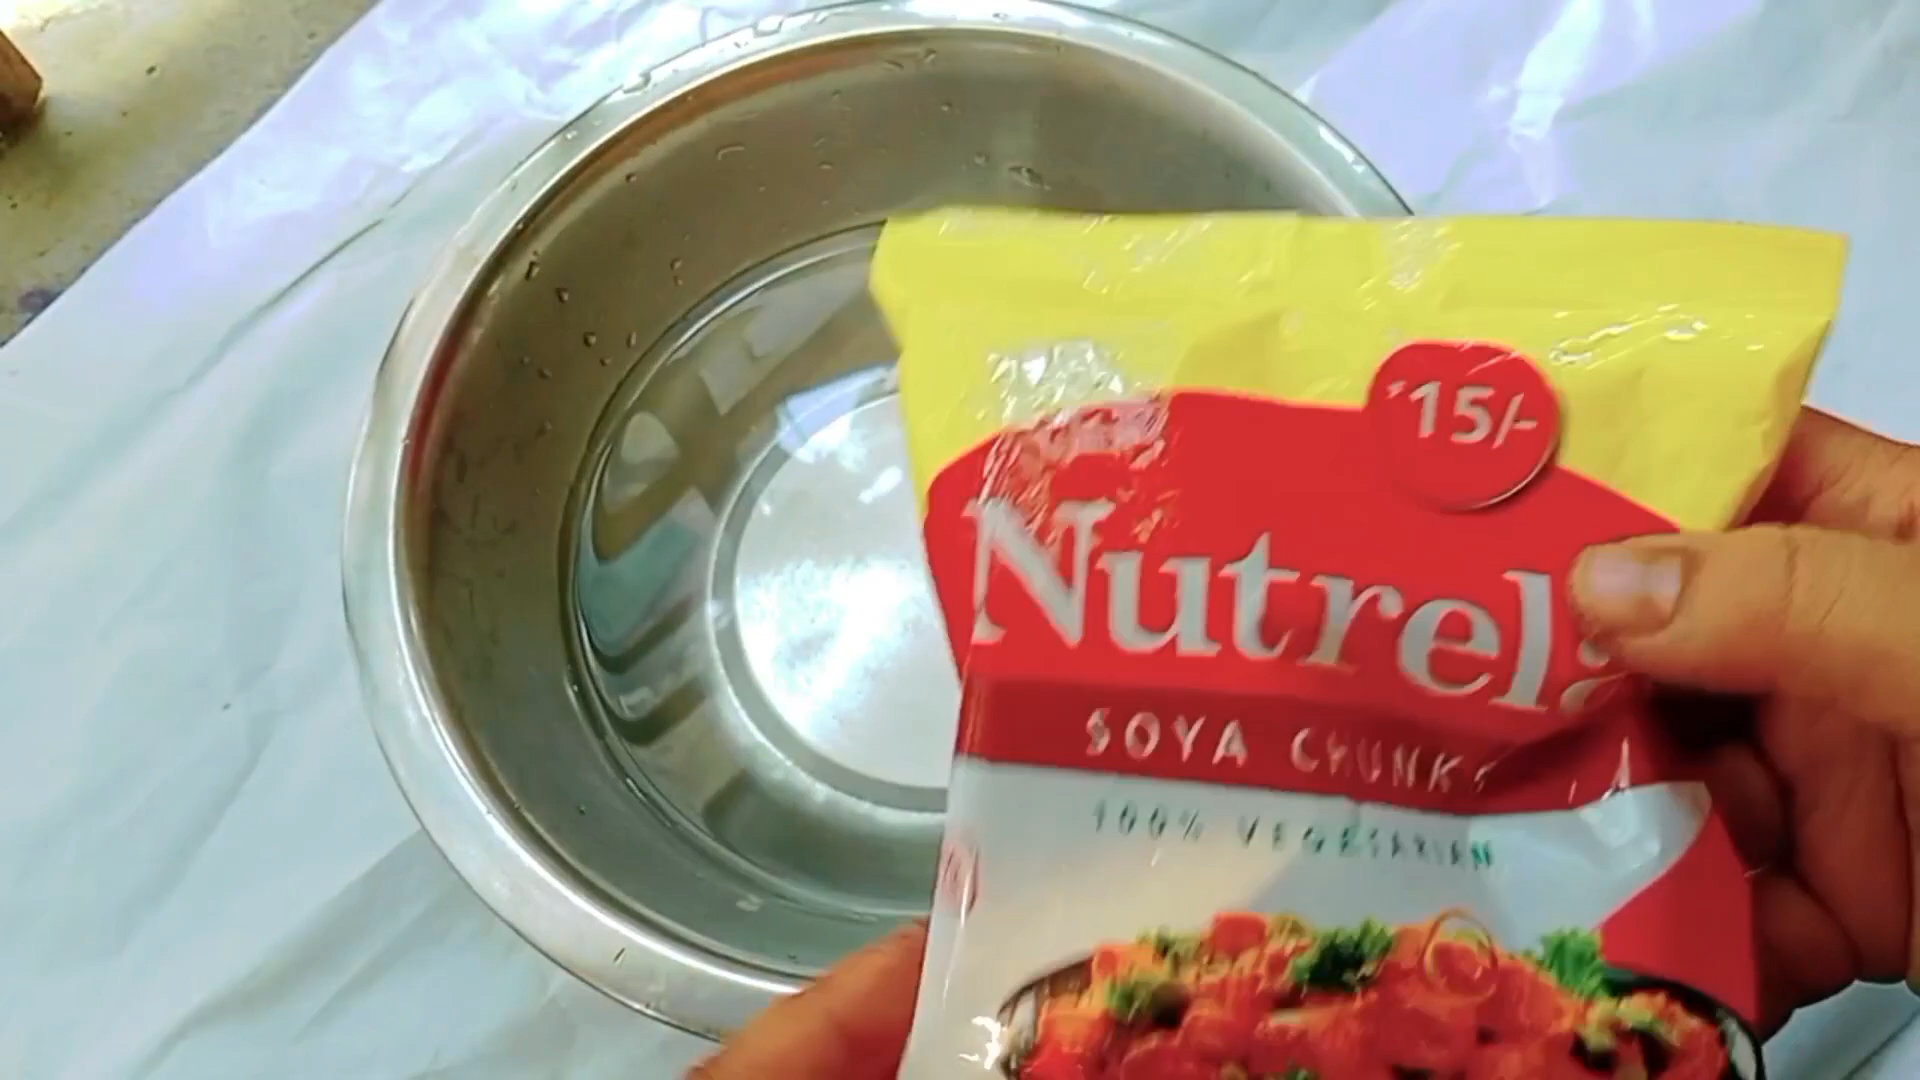 ₹15/-
Nutrela
SOYA CHUNKS
100% VEGETARIAN